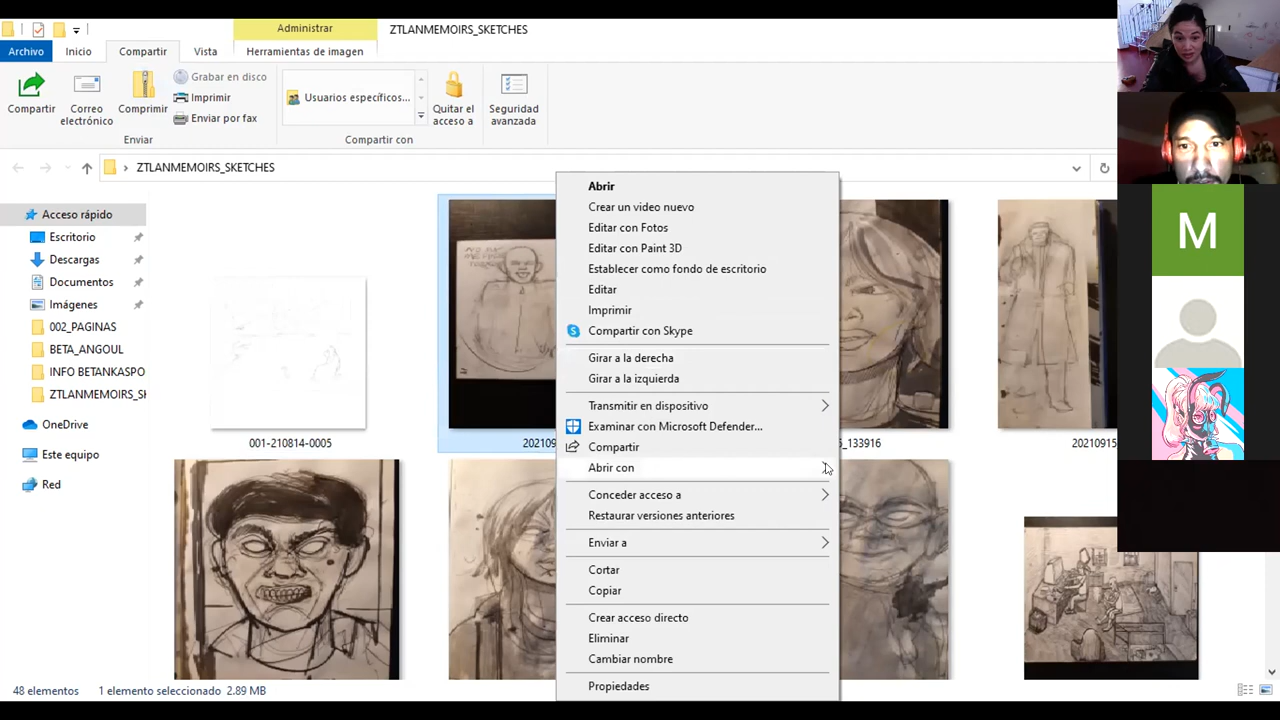 Administrar
ZTLANMEMOIRS_SKETCHES
Archivo
Inicio
Compartir
Vista
Herramientas de imagen
Compartir
Correo
electrónico
Comprimir
Grabar en disco
Imprimir
Enviar por fax
Enviar
Usuarios específicos...
Compartir con
Quitar el
acceso a
Seguridad
avanzada
ZTLANMEMOIRS_SKETCHES
Acceso rápido
Escritorio
Descargas
Documentos
Imágenes
002_PAGINAS
BETA_ANGOUL
INFO BETANKASPO
ZTLANMEMOIRS_SK
OneDrive
Este equipo
Red
001-210814-0005
202109
_133916
20210915
Abrir
Crear un video nuevo
Editar con Fotos
Editar con Paint 3D
Establecer como fondo de escritorio
Editar
Imprimir
Compartir con Skype
Girar a la derecha
Girar a la izquierda
Transmitir en dispositivo
Examinar con Microsoft Defender...
Compartir
Abrir con
Conceder acceso a
Restaurar versiones anteriores
Enviar a
Cortar
Copiar
Crear acceso directo
Eliminar
Cambiar nombre
Propiedades
M
48 elementos
1 elemento seleccionado 2.89 MB